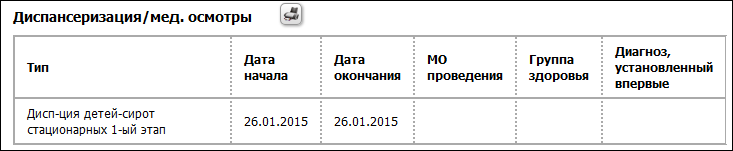 Диспансеризация/мед. осмотры
Тип
Дата
начала
Дата
окончания
МО
проведения
Группа
здоровья
Диагноз,
установленный
впервые
Дисп-ция детей-сирот
стационарных 1-ый этап
26.01.2015
26.01.2015